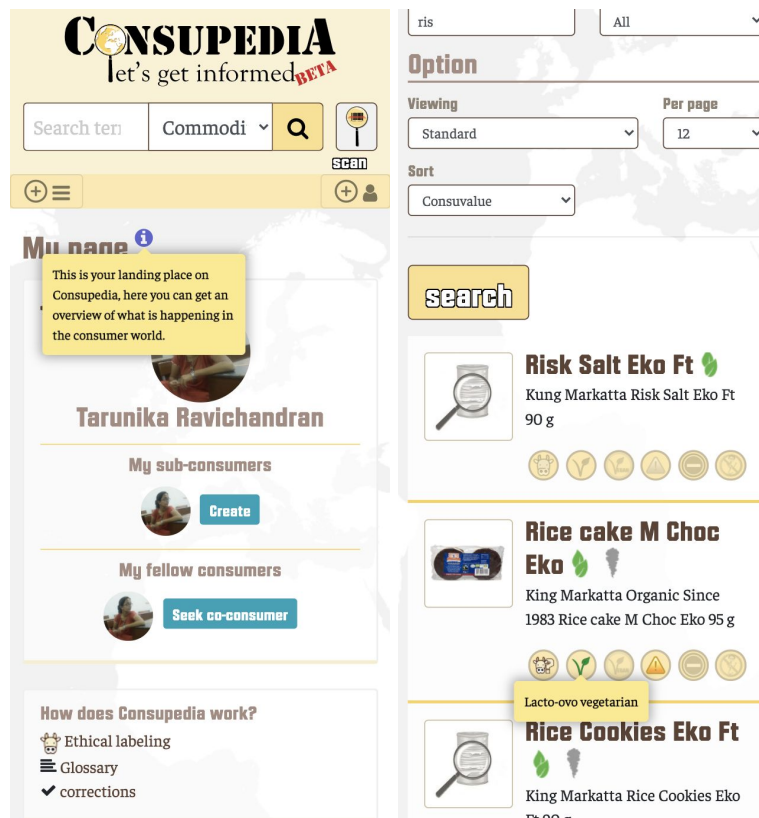 CONSUPEDIA
let's get informed BETA
Search teri
Commodi
scan
My page
This is your landing place on
Consupedia, here you can get an
overview of what is happening in
the consumer world.
Tarunika Ravichandran
My sub-consumers
Create
My fellow consumers
Seek co-consumer
How does Consupedia work?
Ethical labeling
Glossary
corrections
ris
All
Option
Viewing
Per page
Standard
12
Sort
Consuvalue
search
Risk Salt Eko Ft
Kung Markatta Risk Salt Eko Ft
90 g
Rice cake M Choc
Eko
King Markatta Organic Since
1983 Rice cake M Choc Eko 95 g
Lacto-ovo vegetarian
Rice Cookies Eko Ft
King Markatta Rice Cookies Eko
Ft 90 g